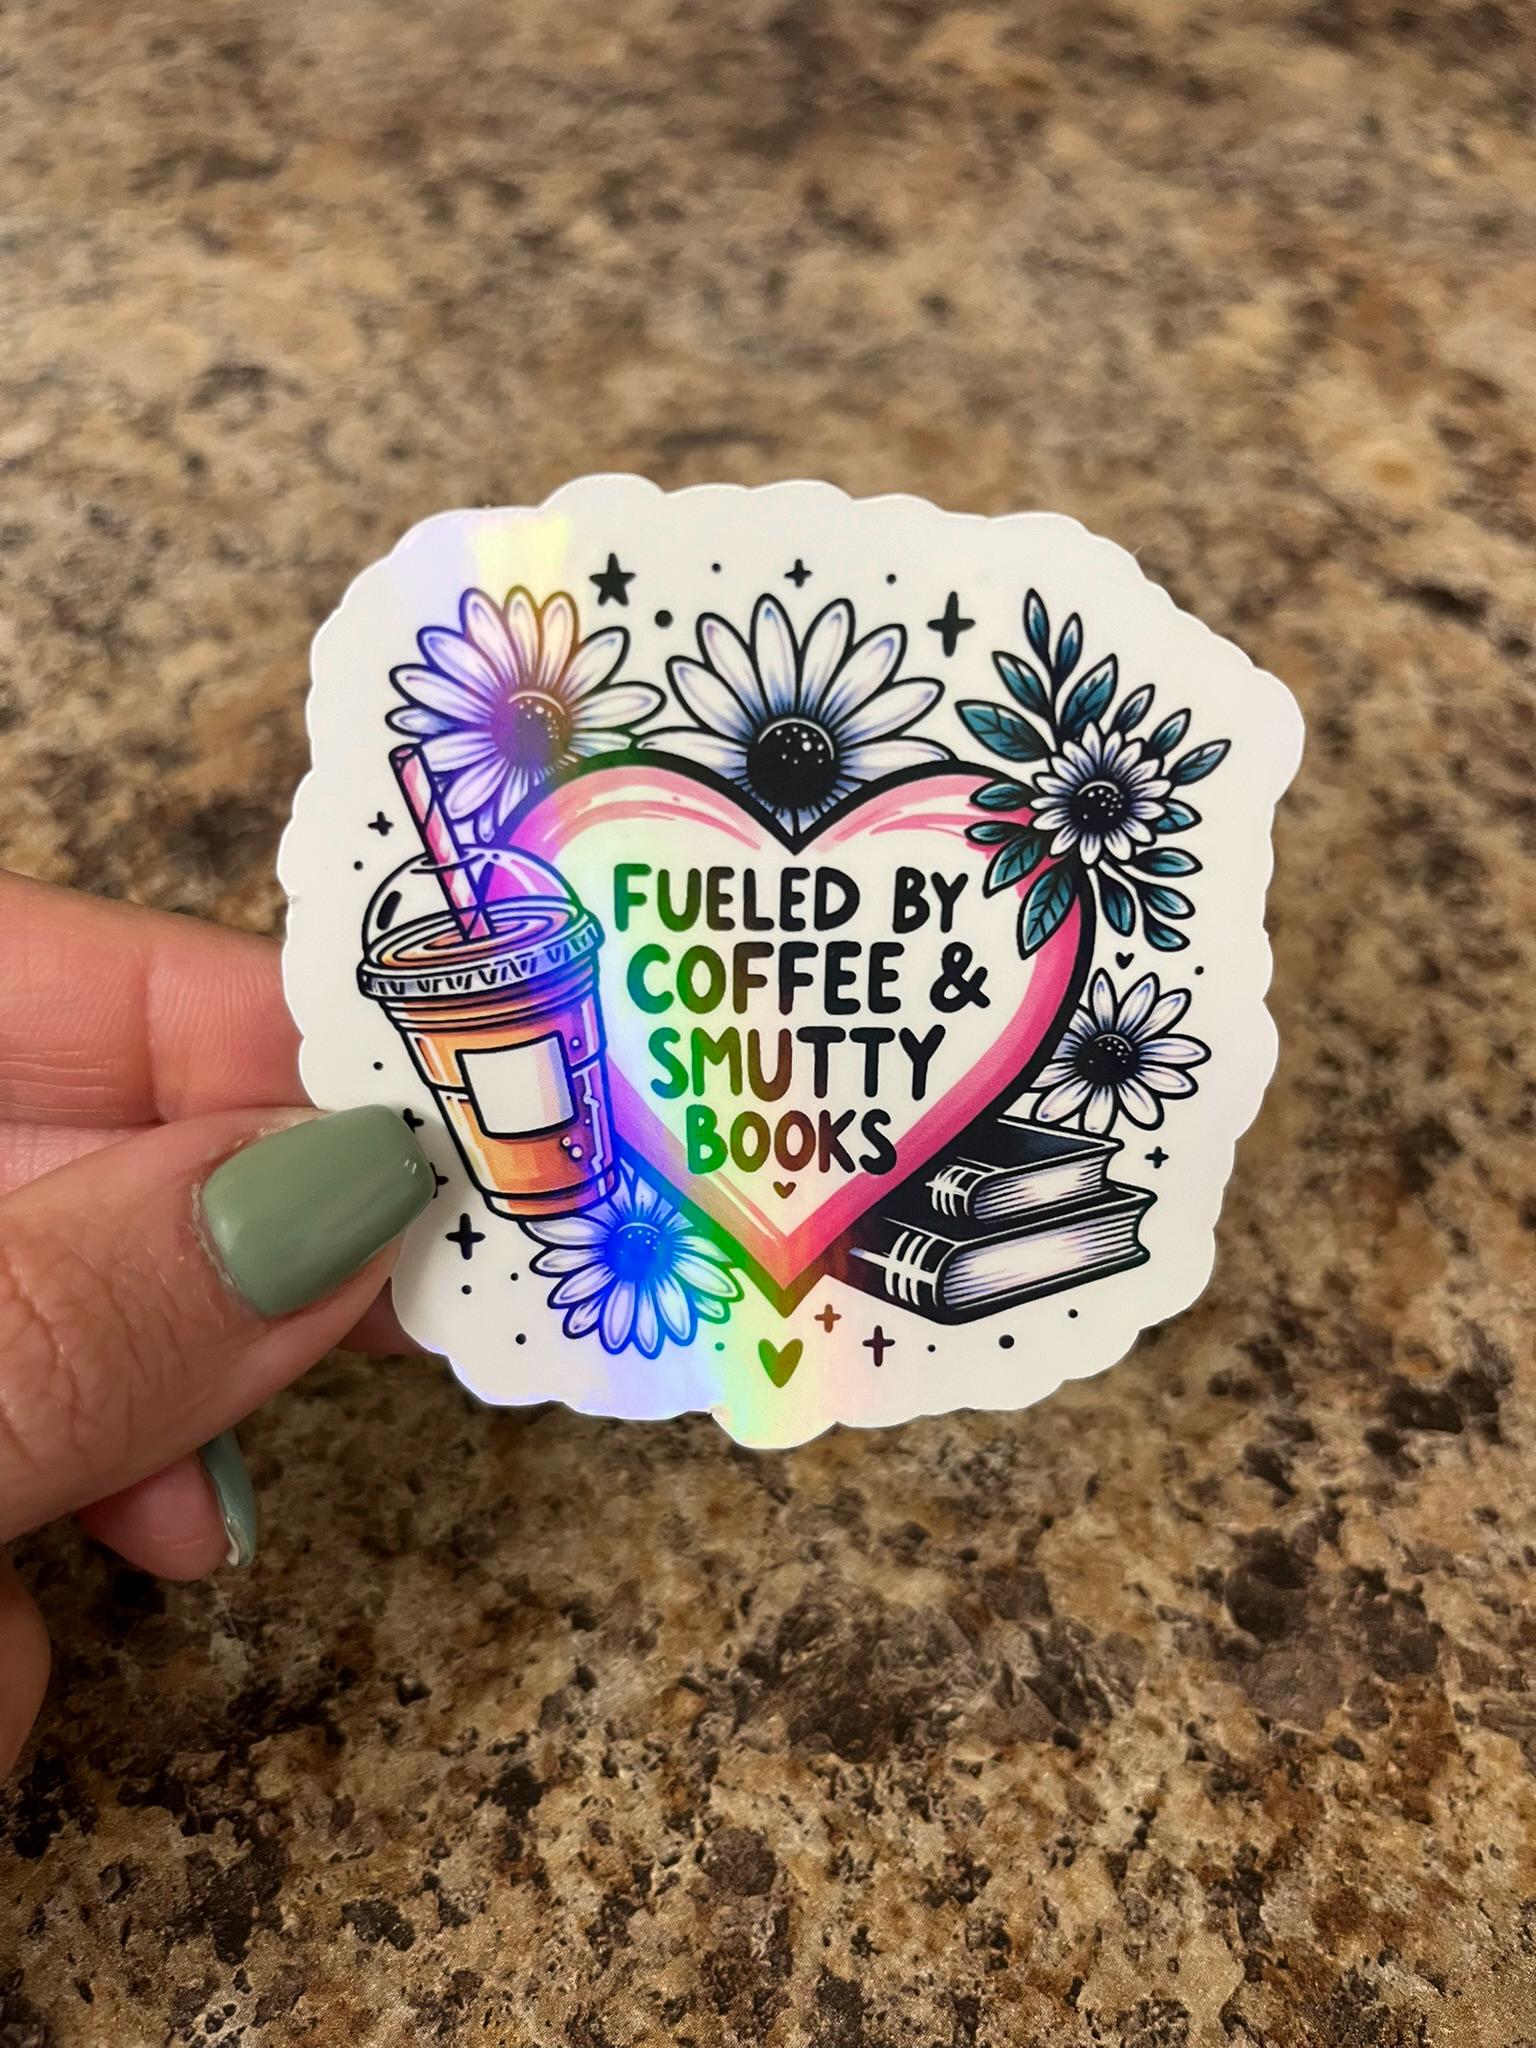 FUELED BY
COFFEE &
SMUTTY
BOOKS